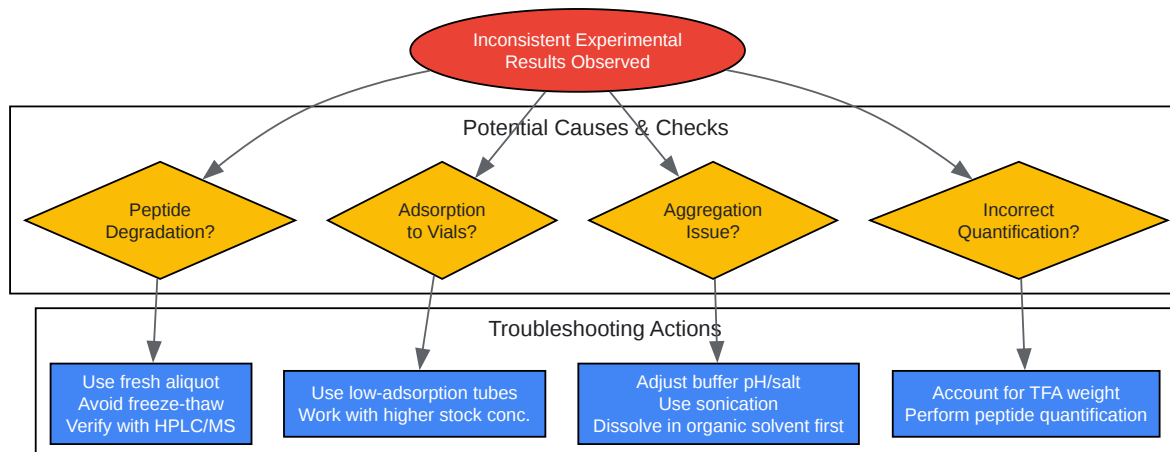 Inconsistent Experimental
Results Observed
Potential Causes & Checks
Peptide
Degradation?
Adsorption
to Vials?
Aggregation
Issue?
Incorrect
Quantification?
Troubleshooting Actions
Use fresh aliquot
Avoid freeze-thaw
Verify with HPLC/MS
Use low-adsorption tubes
Work with higher stock conc.
Adjust buffer pH/salt
Use sonication
Dissolve in organic solvent first
Account for TFA weight
Perform peptide quantification